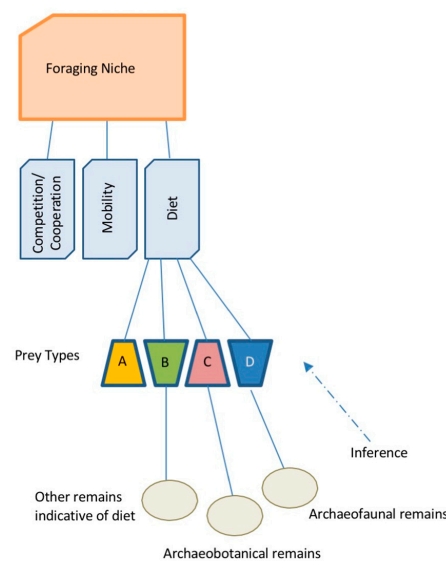 Foraging Niche
Competition/
Cooperation
Mobility
Diet
Prey Types
A
B
C
D
Inference
Other remains
indicative of diet
Archaeofaunal remains
Archaeobotanical remains